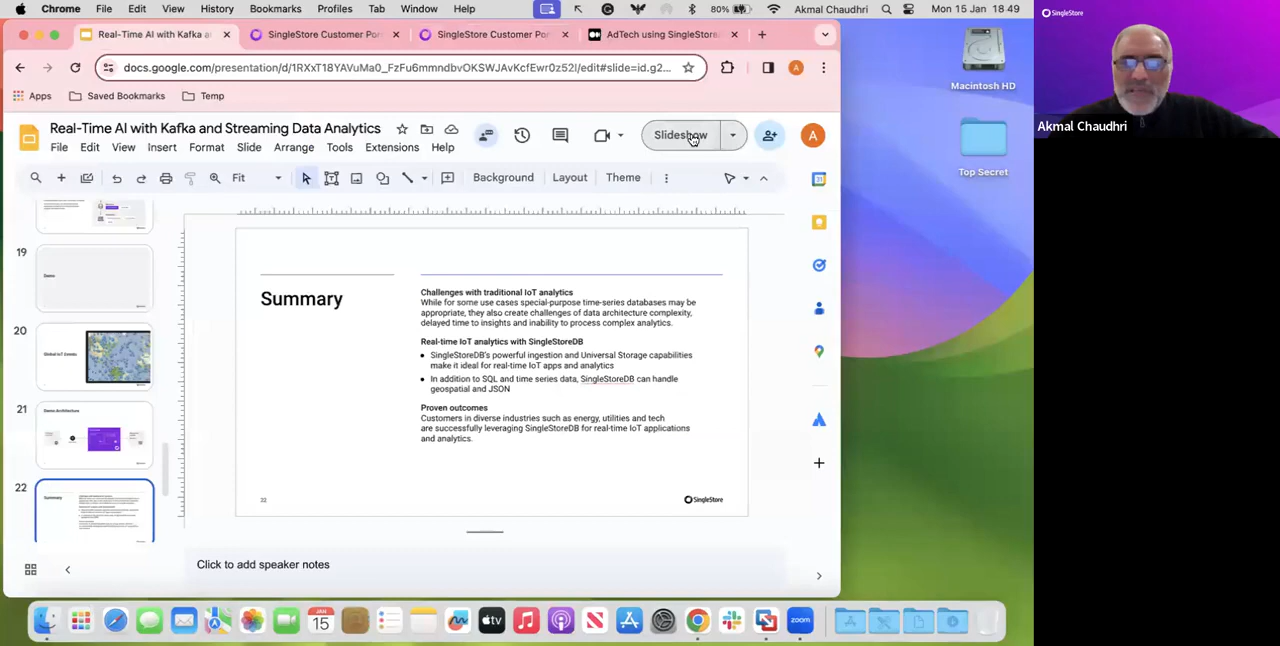 Chrome File Edit View History Bookmarks Profiles Tab Window Help 80% Akmal Chaudhri Mon 15 Jan 18 49
SingleStore
Real-Time AI with Kafka a
SingleStore Customer Por
SingleStore Customer Por
AdTech using SingleStore
docs.google.com/presentation/d/1RXxT18YAVuMa0_FzFu6mmDvOKSWJAvKcfEwr0z52I/edit#slide=id.g2...
A
Apps Saved Bookmarks Temp
Macintosh HD
Akmal Chaudhri
Real-Time AI with Kafka and Streaming Data Analytics
Slideshow
A
File Edit View Insert Format Slide Arrange Tools Extensions Help
Top Secret
Fit Background Layout Theme
19
Demo
20
Global IoT Events
21
Demo Architecture
22
Summary
Summary
Challenges with traditional IoT analytics
While for some use cases special-purpose time-series databases may be
appropriate, they also create challenges of data architecture complexity,
delayed time to insights and inability to process complex analytics.
Real-time IoT analytics with SingleStoreDB
• SingleStoreDB's powerful ingestion and Universal Storage capabilities
make it ideal for real-time IoT apps and analytics
• In addition to SQL and time series data, SingleStoreDB can handle
geospatial and JSON
Proven outcomes
Customers in diverse industries such as energy, utilities and tech
are successfully leveraging SingleStoreDB for real-time IoT applications
and analytics.
SingleStore
Click to add speaker notes
JAN
15
tv
zoom